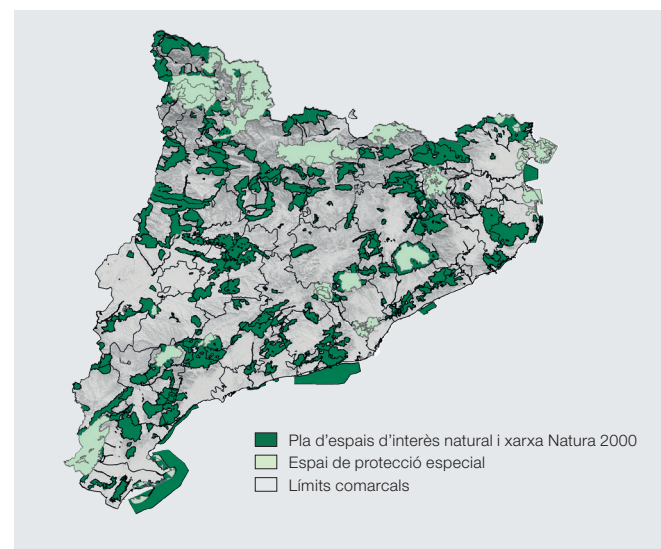 Pla d'espais d'interès natural i xarxa Natura 2000
Espai de protecció especial
Límits comarcals